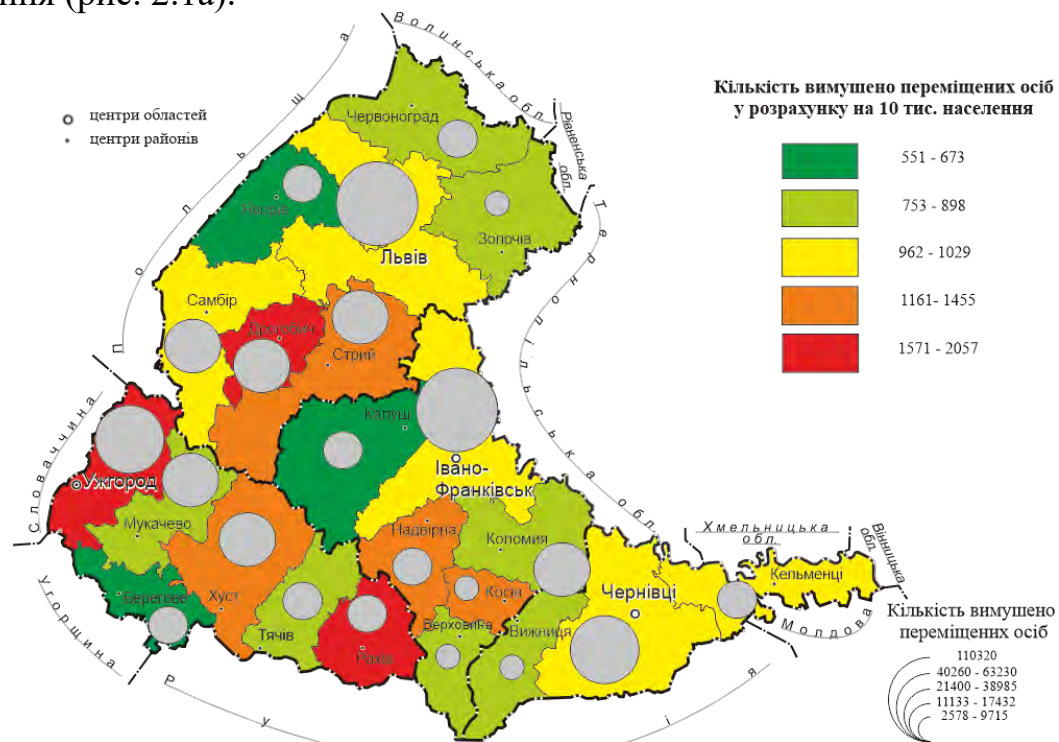 ння (рис. 2.1а).
центри областей
центри районів
Польща
Волинська обл.
Рівненська
обл.
Тернопільська обл.
Хмельницька
обл.
Вінницька
обл.
Молдова
Румунія
Угорщина
Словаччина
Червоноград
Яворів
Золочів
Львів
Самбір
Дрогобич
Стрий
Калуш
Івано-
Франківськ
Ужгород
Мукачево
Надвірна
Коломия
Кельменці
Берегове
Хуст
Косів
Чернівці
Тячів
Верховина
Вижниця
Рахів
Кількість вимушено переміщених осіб
у розрахунку на 10 тис. населення
551 - 673
753 - 898
962 - 1029
1161- 1455
1571 - 2057
Кількість вимушено
переміщених осіб
110320
40260 - 63230
21400 - 38985
11133 - 17432
2578 - 9715